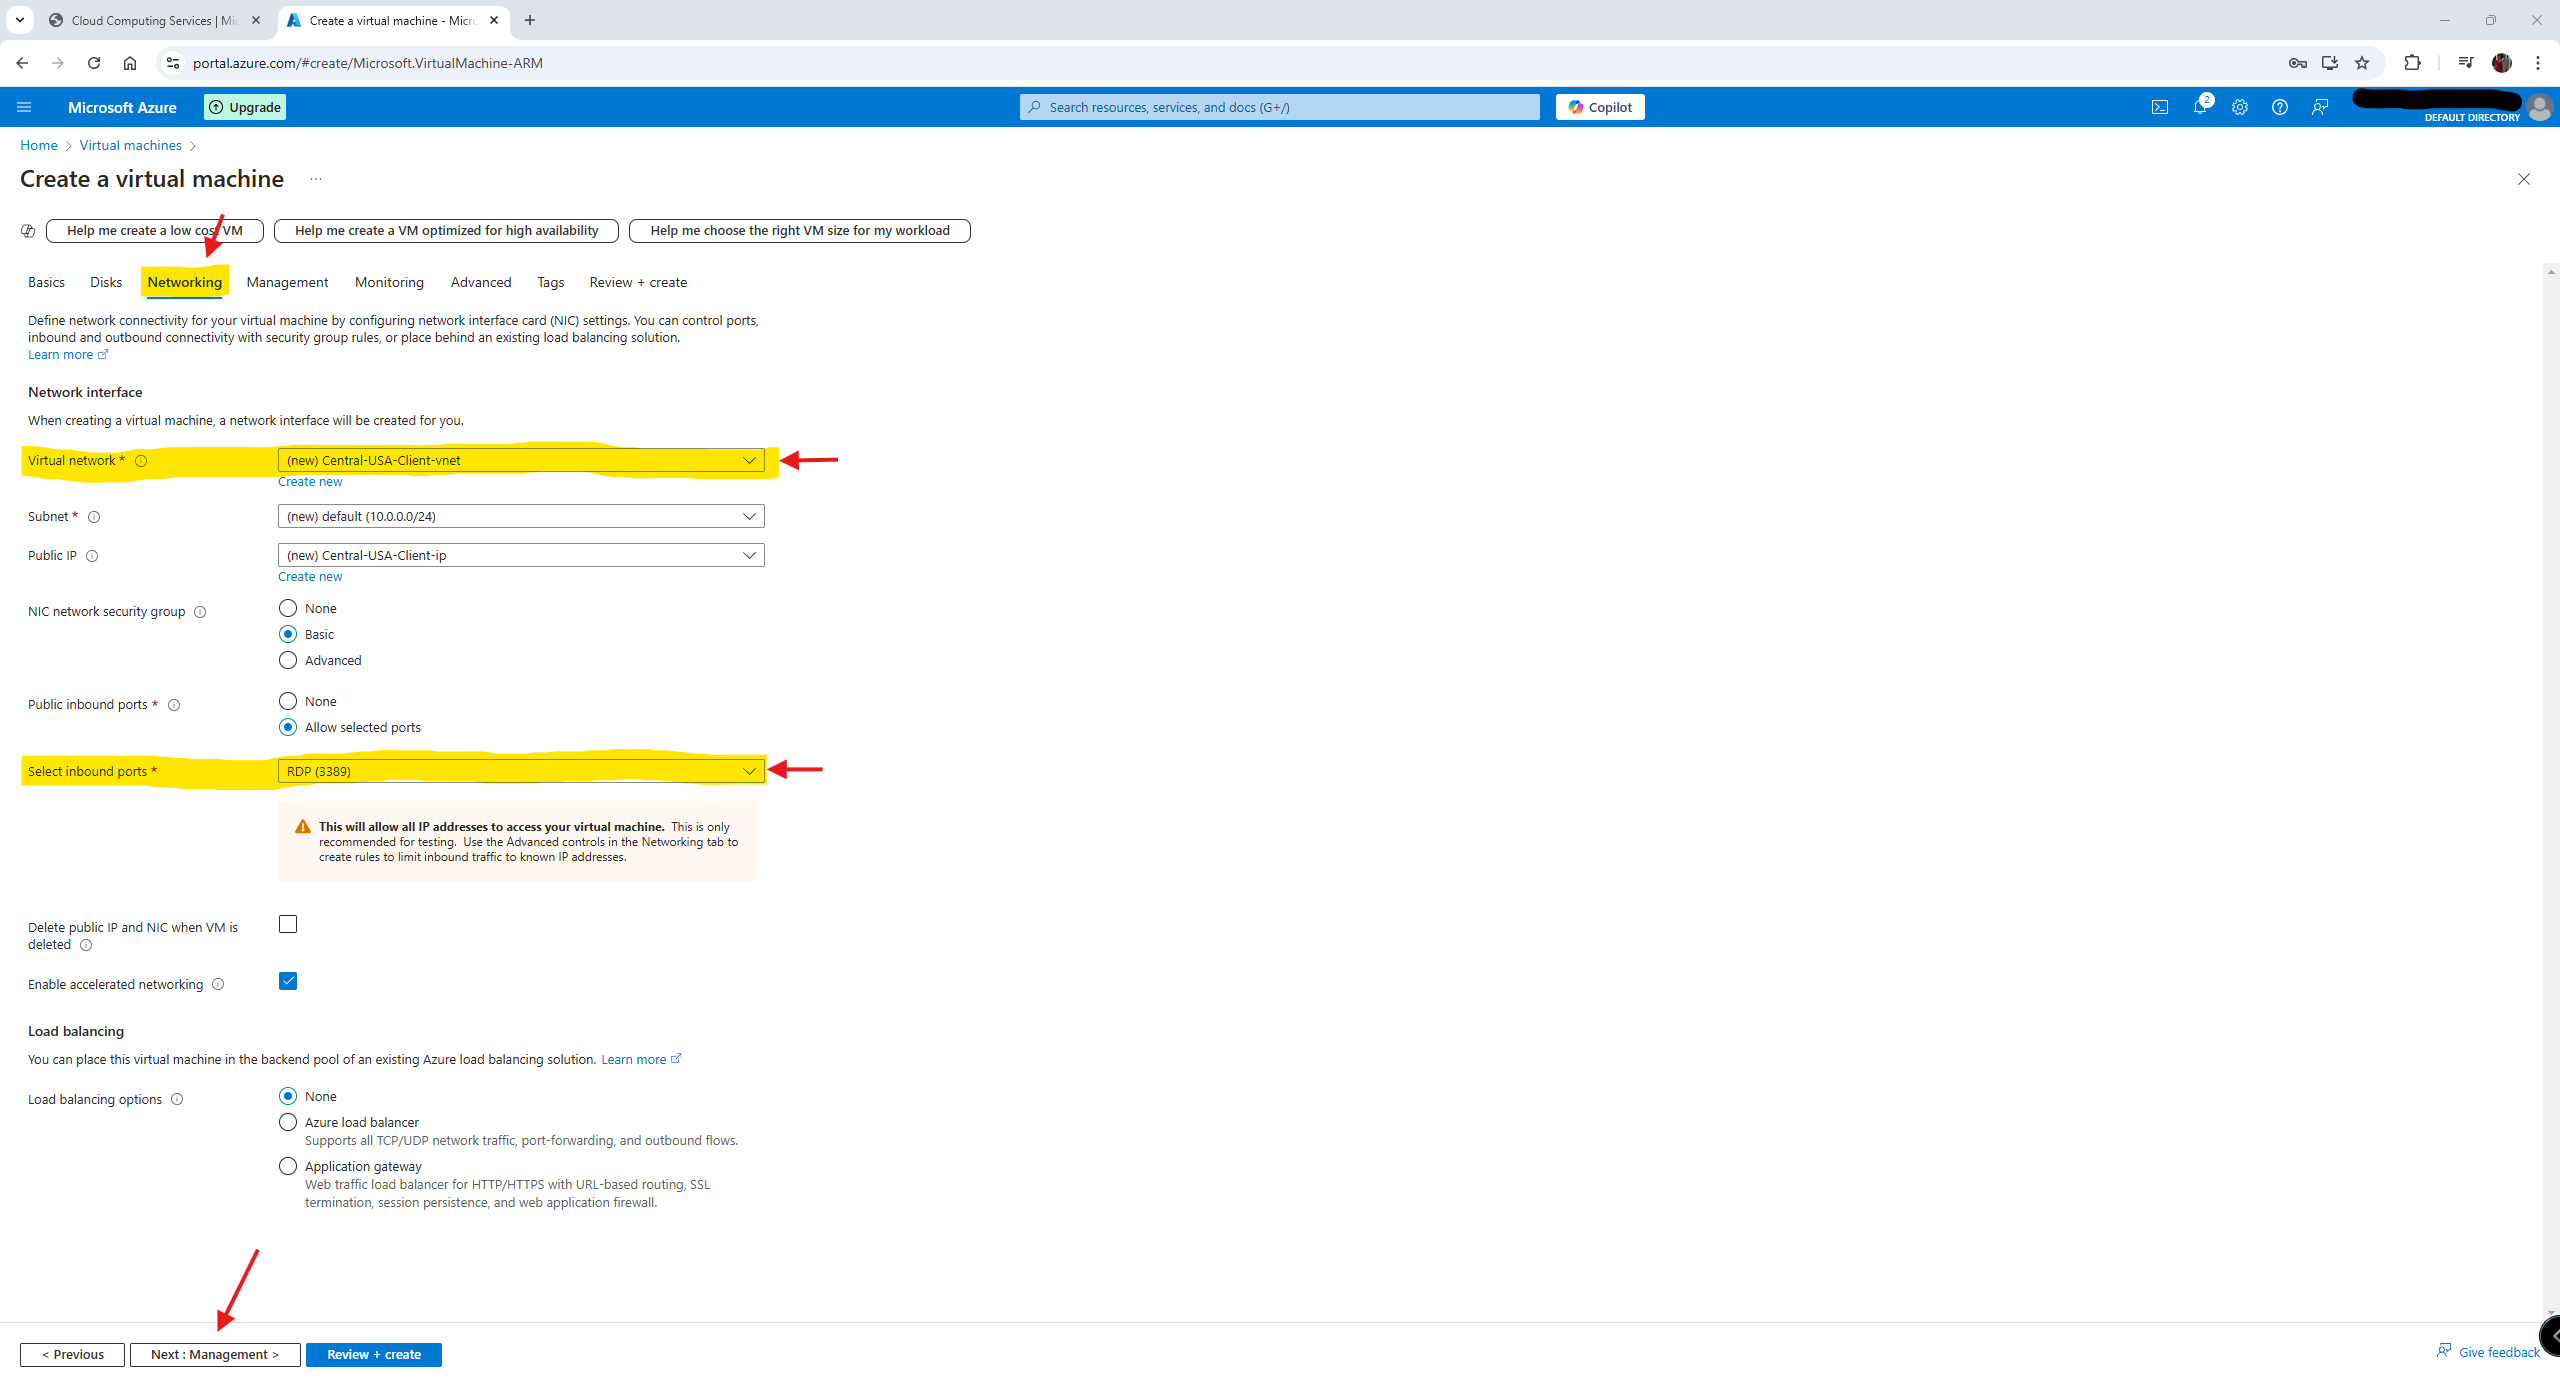 Cloud Computing Services | Mic
Create a virtual machine - Micro
portal.azure.com/#create/Microsoft.VirtualMachine-ARM
Microsoft Azure
Upgrade
Search resources, services, and docs (G+/)
Copilot
2
DEFAULT DIRECTORY
Home > Virtual machines >
Create a virtual machine ...
Help me create a low cost VM
Help me create a VM optimized for high availability
Help me choose the right VM size for my workload
Basics Disks Networking Management Monitoring Advanced Tags Review + create
Define network connectivity for your virtual machine by configuring network interface card (NIC) settings. You can control ports,
inbound and outbound connectivity with security group rules, or place behind an existing load balancing solution.
Learn more
Network interface
When creating a virtual machine, a network interface will be created for you.
Virtual network * (new) Central-USA-Client-vnet
Create new
Subnet * (new) default (10.0.0.0/24)
Public IP (new) Central-USA-Client-ip
Create new
NIC network security group
None
Basic
Advanced
Public inbound ports *
None
Allow selected ports
Select inbound ports * RDP (3389)
This will allow all IP addresses to access your virtual machine. This is only
recommended for testing. Use the Advanced controls in the Networking tab to
create rules to limit inbound traffic to known IP addresses.
Delete public IP and NIC when VM is
deleted
Enable accelerated networking
Load balancing
You can place this virtual machine in the backend pool of an existing Azure load balancing solution. Learn more
Load balancing options
None
Azure load balancer
Supports all TCP/UDP network traffic, port-forwarding, and outbound flows.
Application gateway
Web traffic load balancer for HTTP/HTTPS with URL-based routing, SSL
termination, session persistence, and web application firewall.
< Previous
Next : Management >
Review + create
Give feedback